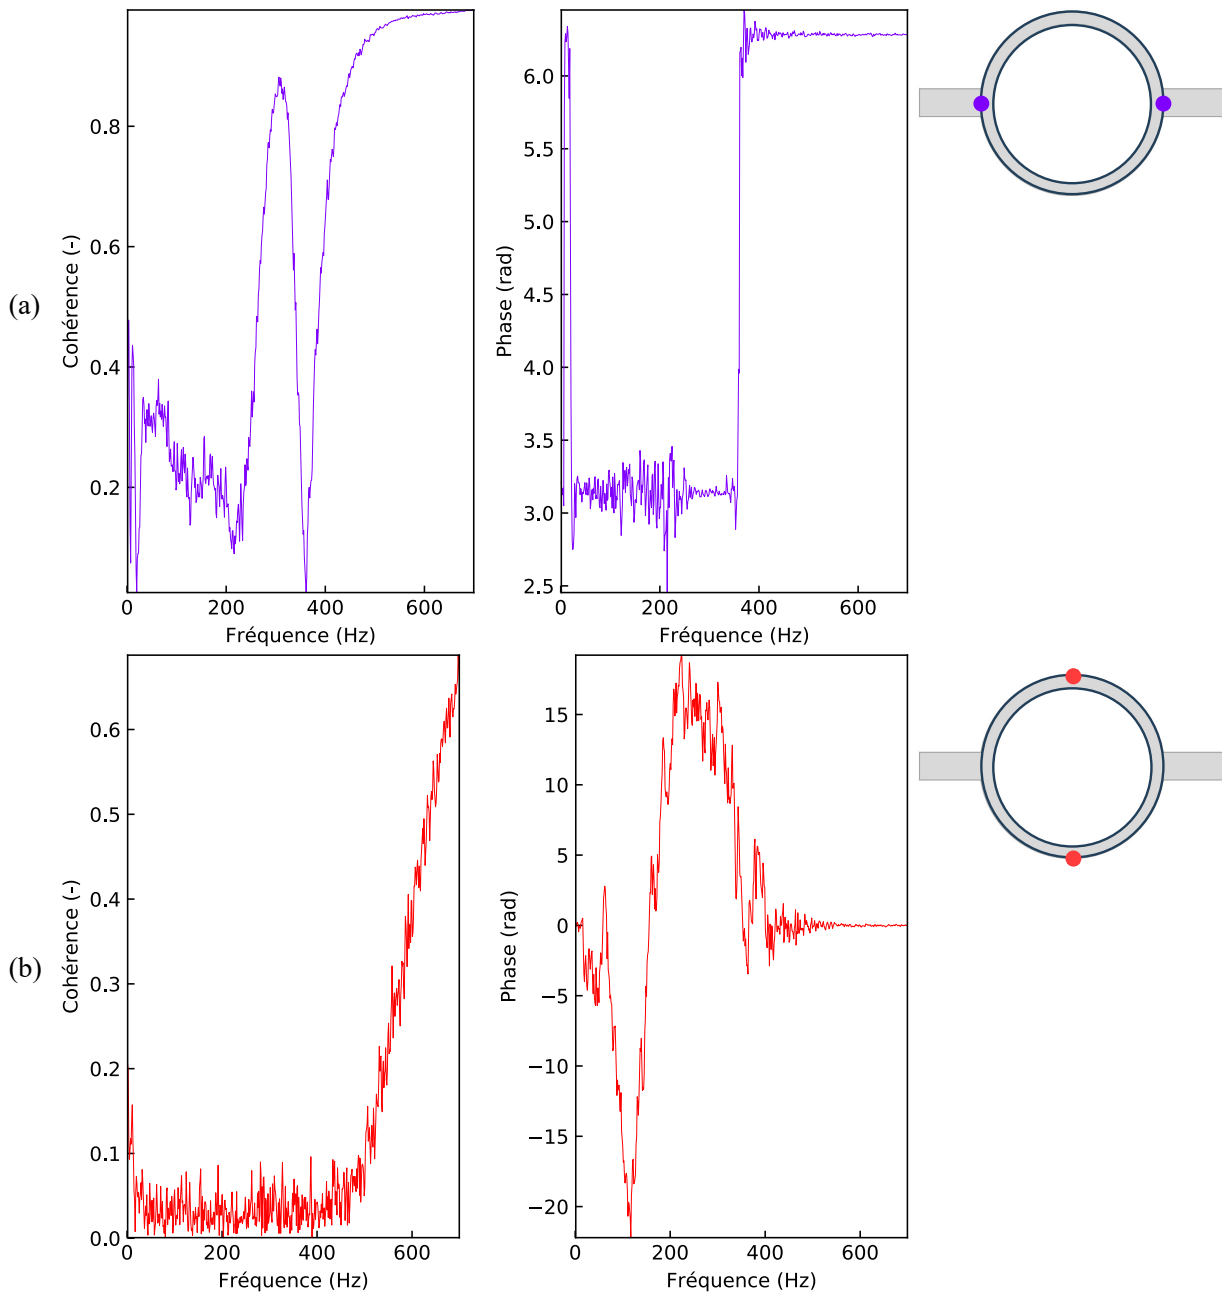 (a)
Cohérence (-)
0.8
0.6
0.4
0.2
0 200 400 600
Fréquence (Hz)
Phase (rad)
6.0
5.5
5.0
4.5
4.0
3.5
3.0
2.5
0 200 400 600
Fréquence (Hz)
(b)
Cohérence (-)
0.6
0.5
0.4
0.3
0.2
0.1
0.0
0 200 400 600
Fréquence (Hz)
Phase (rad)
15
10
5
0
−5
−10
−15
−20
0 200 400 600
Fréquence (Hz)